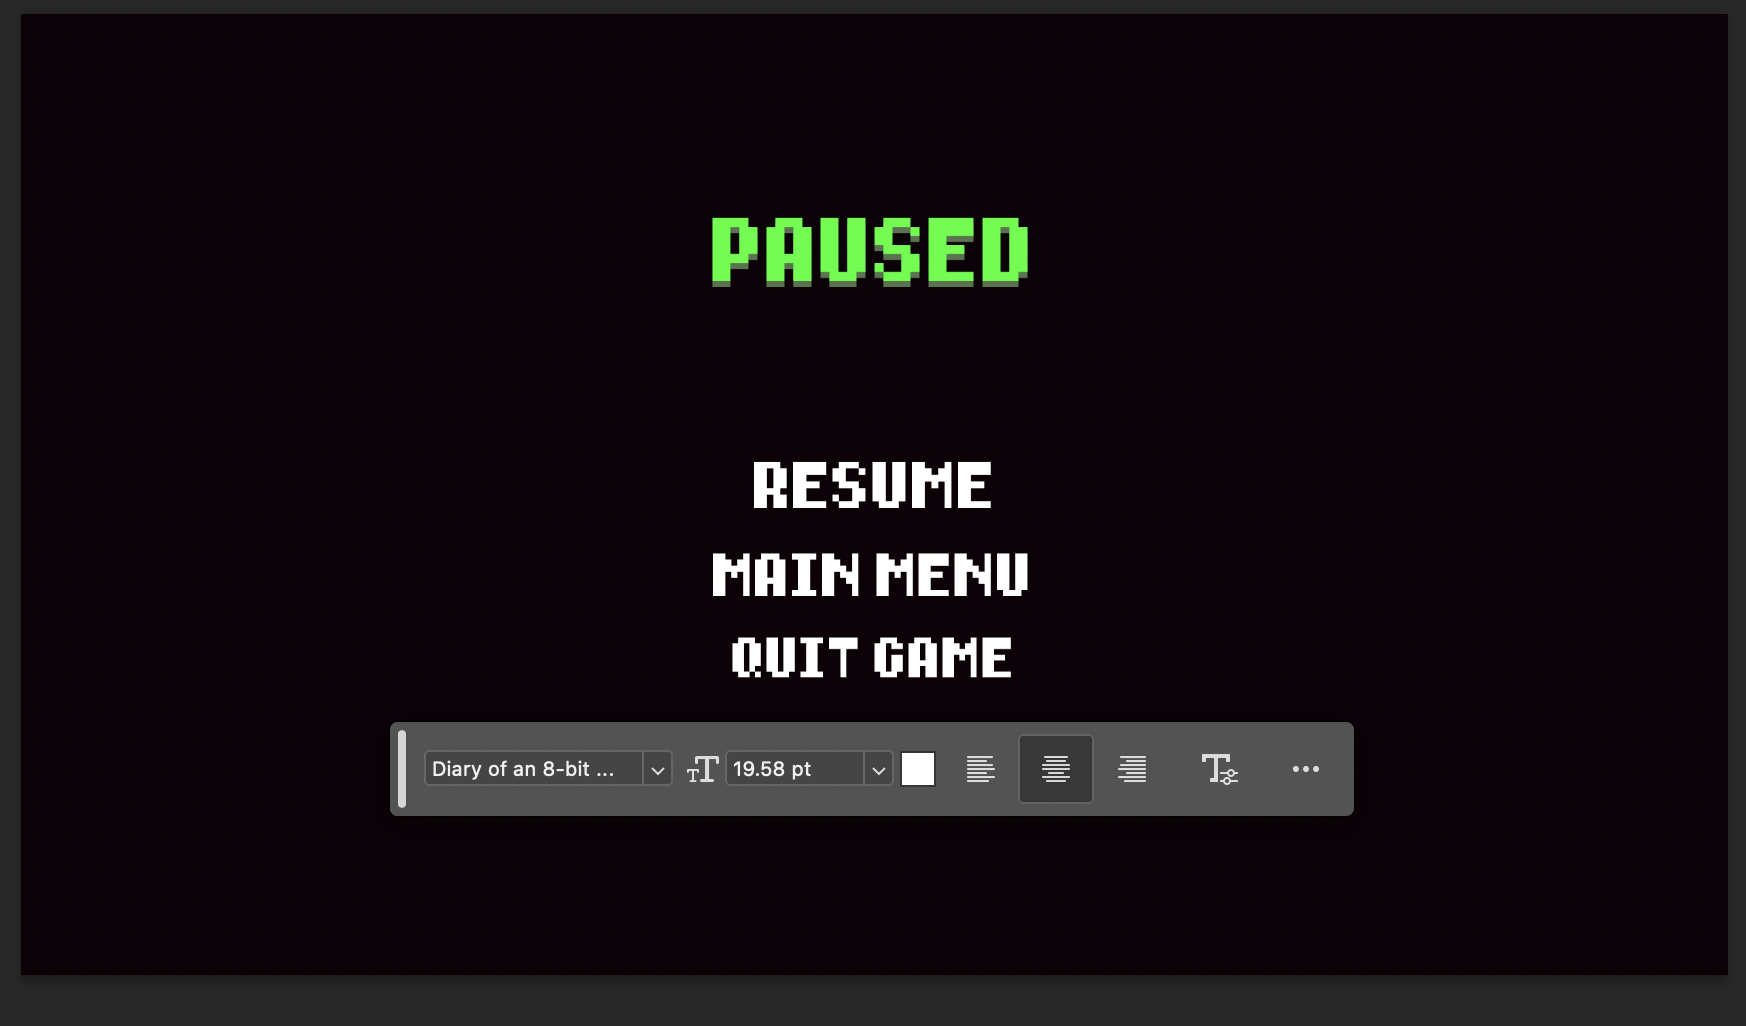 PAUSED
RESUME
MAIN MENU
QUIT GAME
Diary of an 8-bit ... 19.58 pt